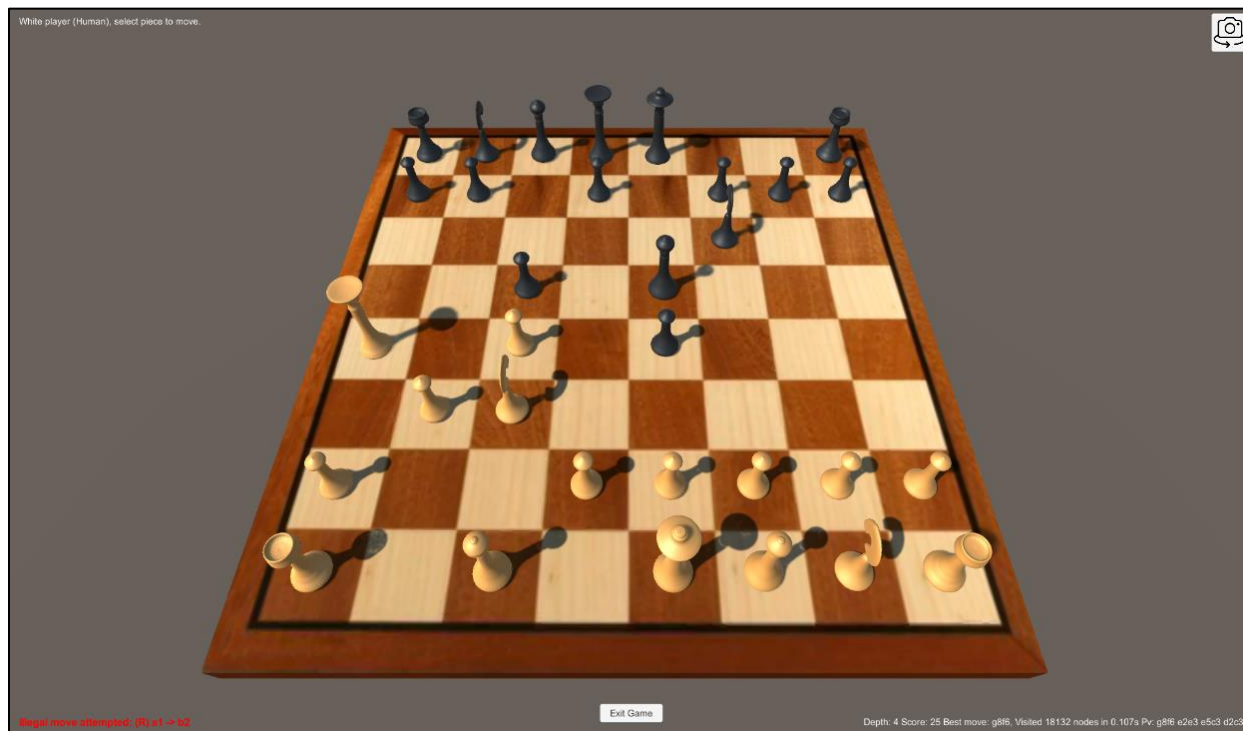 White player (Human), select piece to move.
Exit Game
Illegal move attempted: (R) a1 -> b2
Depth: 4 Score: 25 Best move: g8f6, Visited 18132 nodes in 0.107s Pv: g8f6 e2e3 e5c3 d2c3